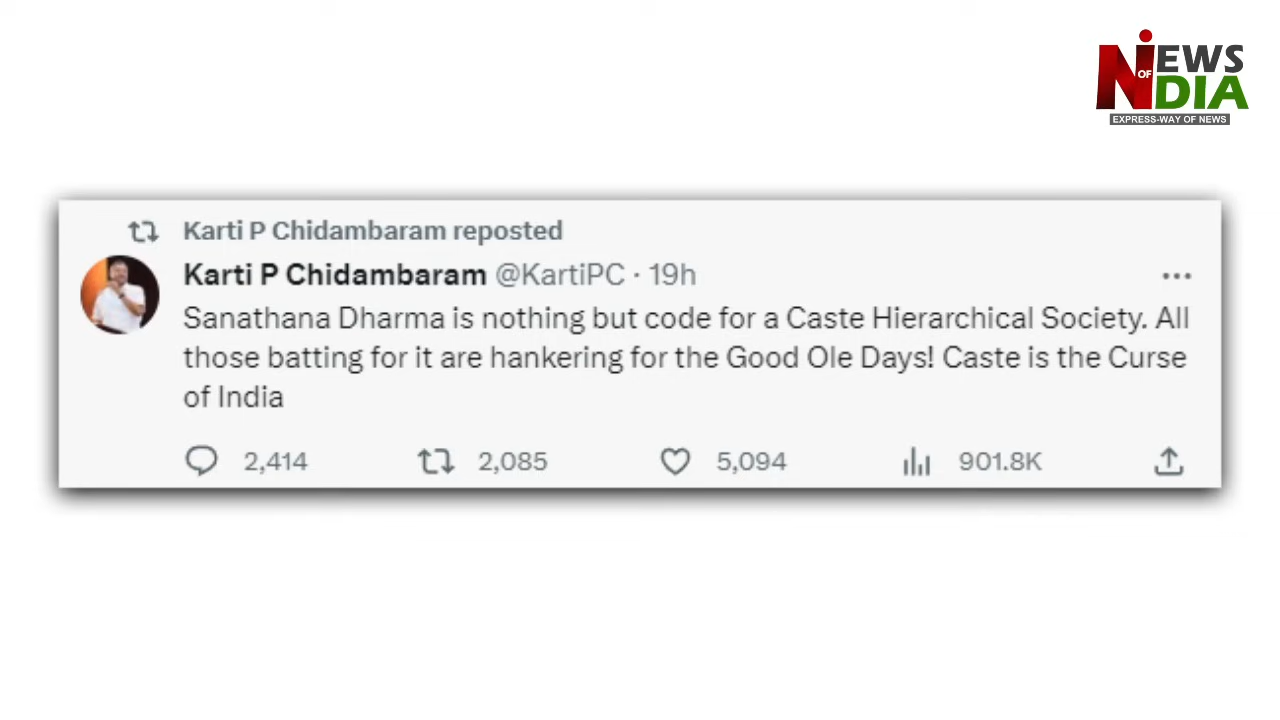 NEWS
OF
INDIA
EXPRESS-WAY OF NEWS
Karti P Chidambaram reposted
Karti P Chidambaram @KartiPC · 19h
Sanathana Dharma is nothing but code for a Caste Hierarchical Society. All
those batting for it are hankering for the Good Ole Days! Caste is the Curse
of India
2,414 2,085 5,094 901.8K